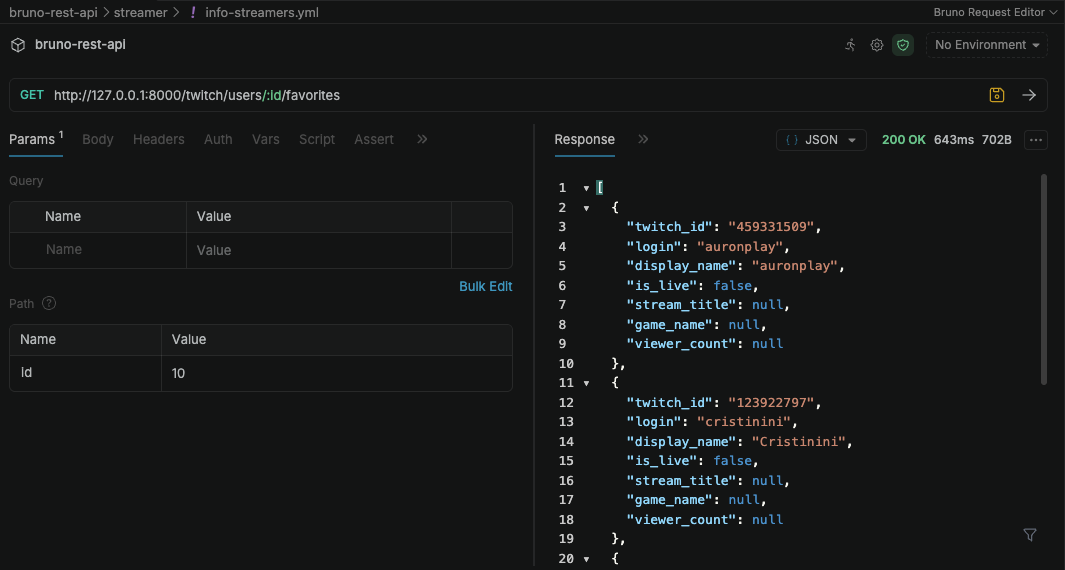 bruno-rest-api > streamer > ! info-streamers.yml
Bruno Request Editor
bruno-rest-api
No Environment
GET http://127.0.0.1:8000/twitch/users/:id/favorites
Params 1 Body Headers Auth Vars Script Assert
Query
Name Value
Name Value
Bulk Edit
Path ?
Name Value
id 10
Response
{ } JSON 200 OK 643ms 702B
1 [
2 {
3 "twitch_id": "459331509",
4 "login": "auronplay",
5 "display_name": "auronplay",
6 "is_live": false,
7 "stream_title": null,
8 "game_name": null,
9 "viewer_count": null
10 },
11 {
12 "twitch_id": "123922797",
13 "login": "cristinini",
14 "display_name": "Cristinini",
15 "is_live": false,
16 "stream_title": null,
17 "game_name": null,
18 "viewer_count": null
19 },
20 {